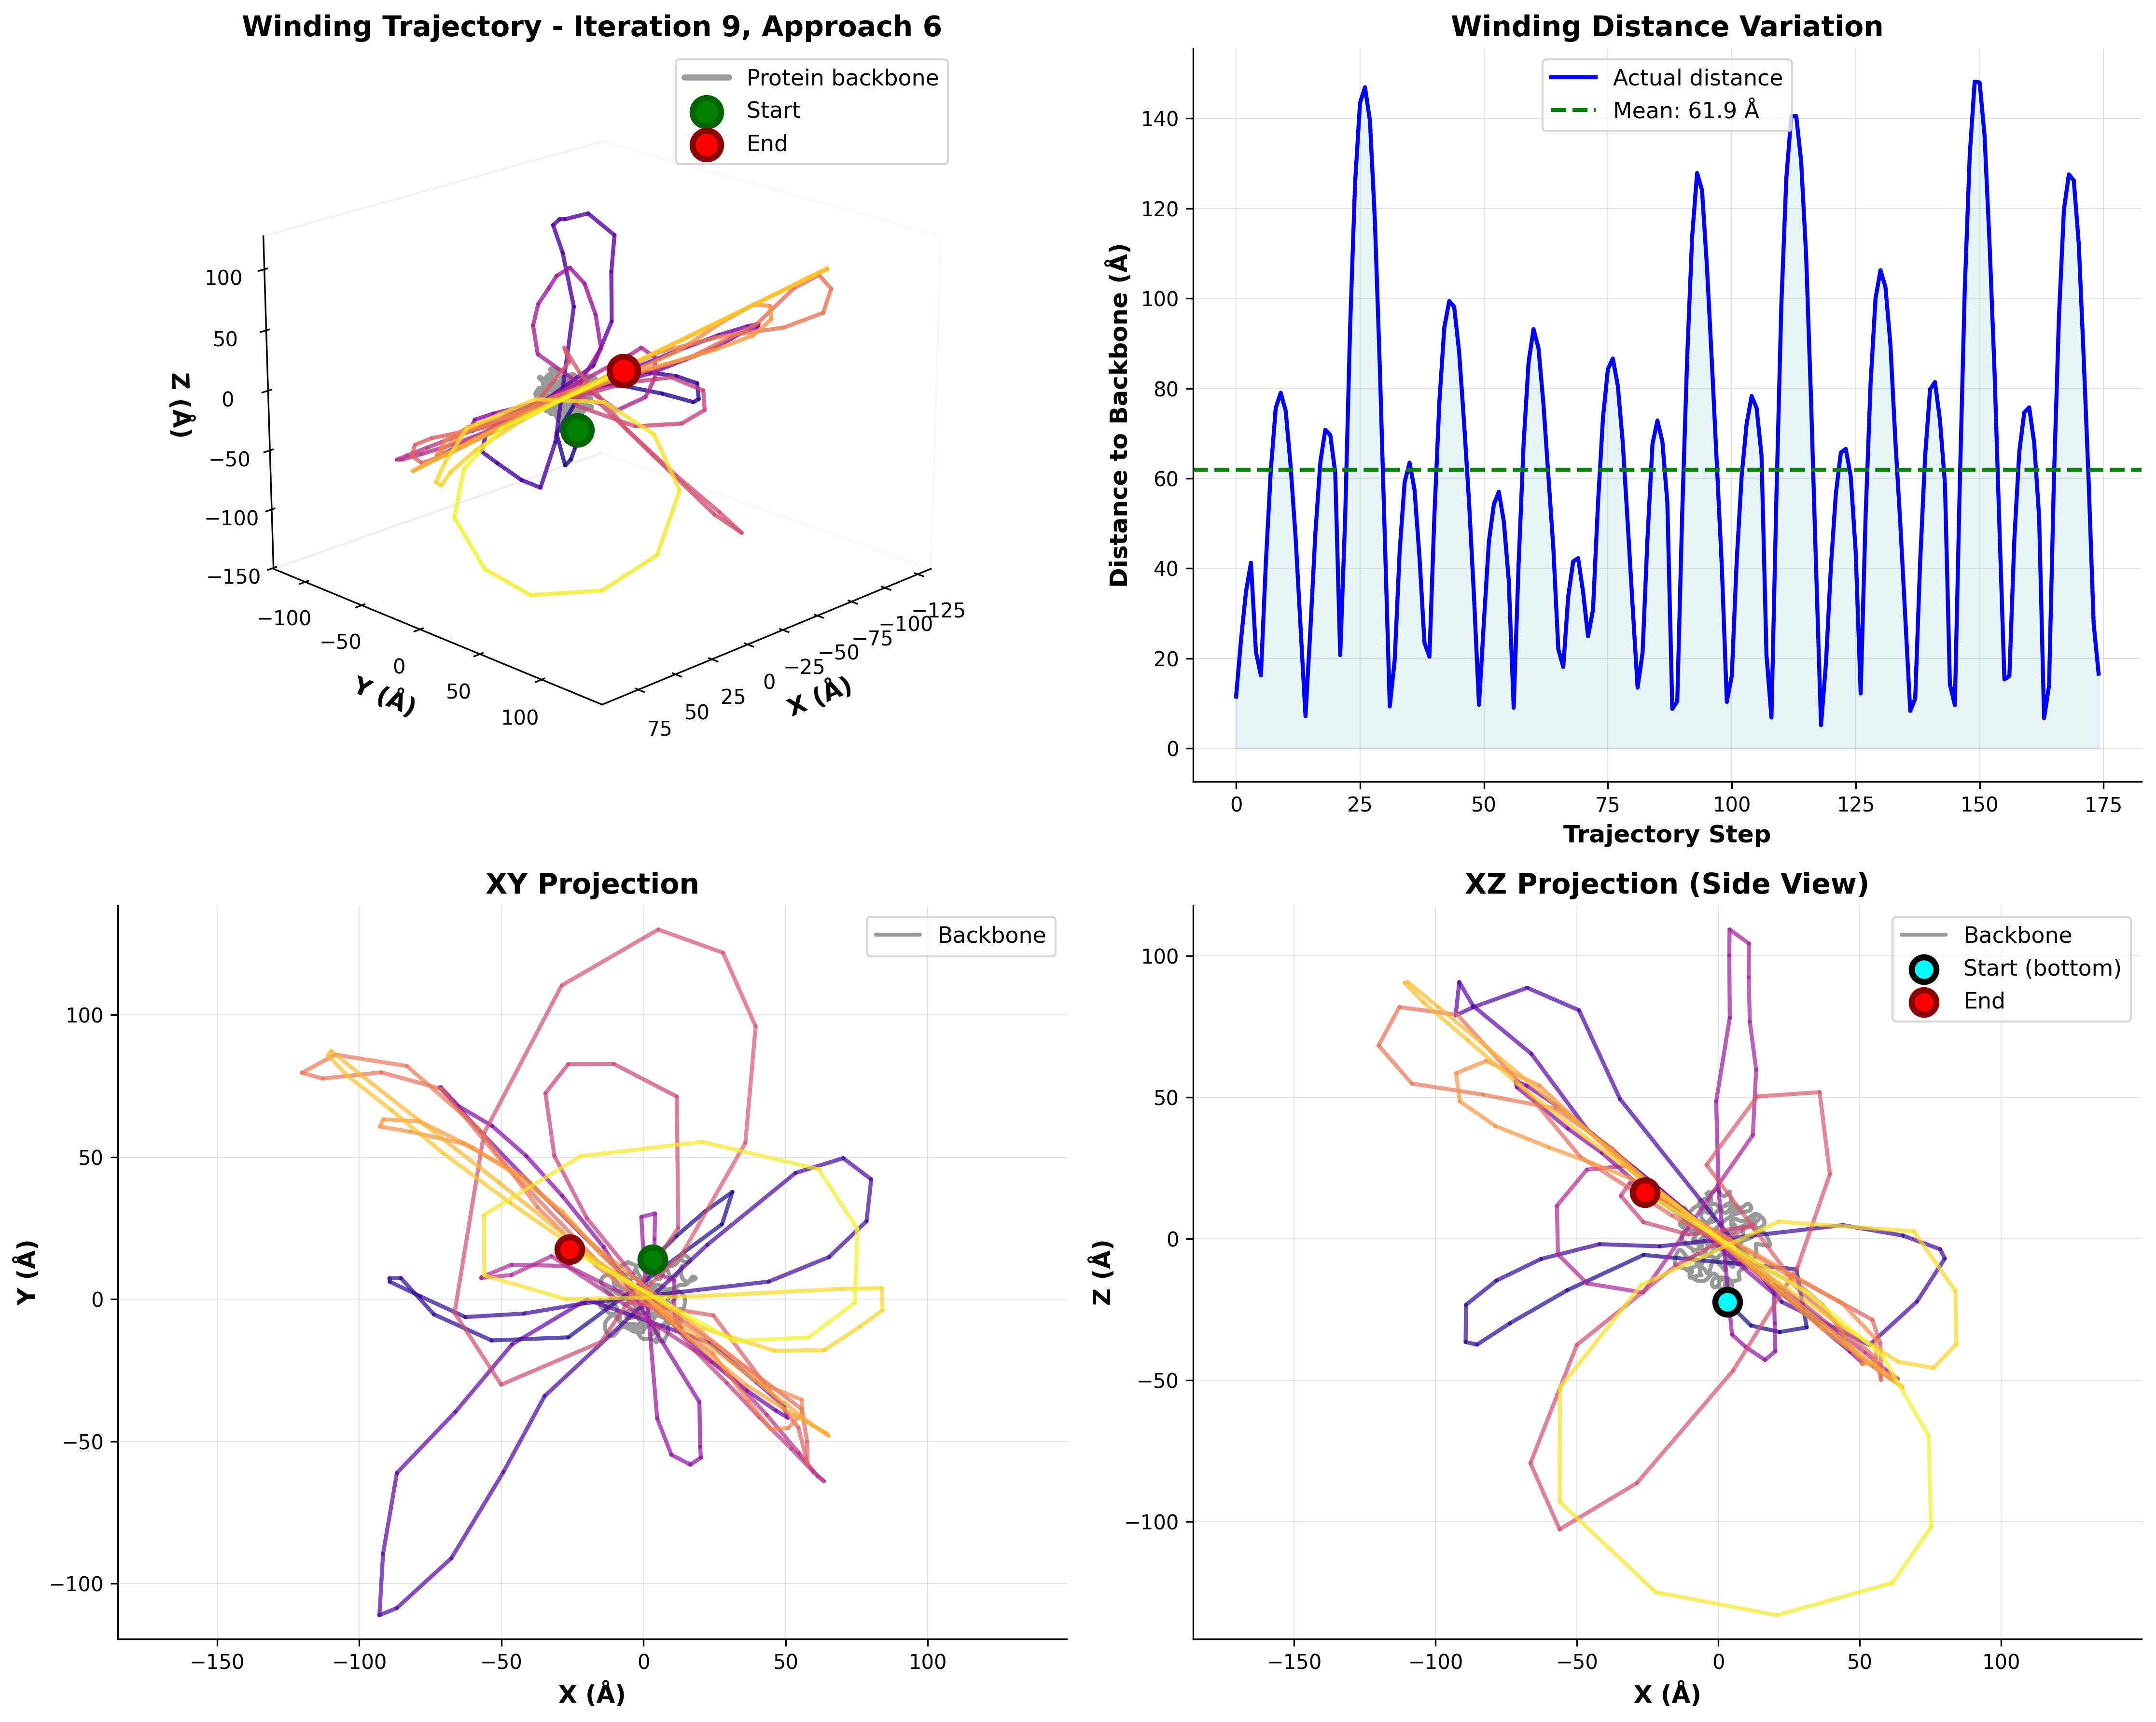 Winding Trajectory - Iteration 9, Approach 6
Protein backbone
Start
End
100
50
0
−50
−100
−150
Z (Å)
−100
−50
0
50
100
Y (Å)
75
50
25
0
−25
−50
−75
−100
−125
X (Å)
Winding Distance Variation
Actual distance
Mean: 61.9 Å
140
120
100
80
60
40
20
0
Distance to Backbone (Å)
0 25 50 75 100 125 150 175
Trajectory Step
XY Projection
Backbone
100
50
0
−50
−100
Y (Å)
−150 −100 −50 0 50 100
X (Å)
XZ Projection (Side View)
Backbone
Start (bottom)
End
100
50
0
−50
−100
Z (Å)
−150 −100 −50 0 50 100
X (Å)